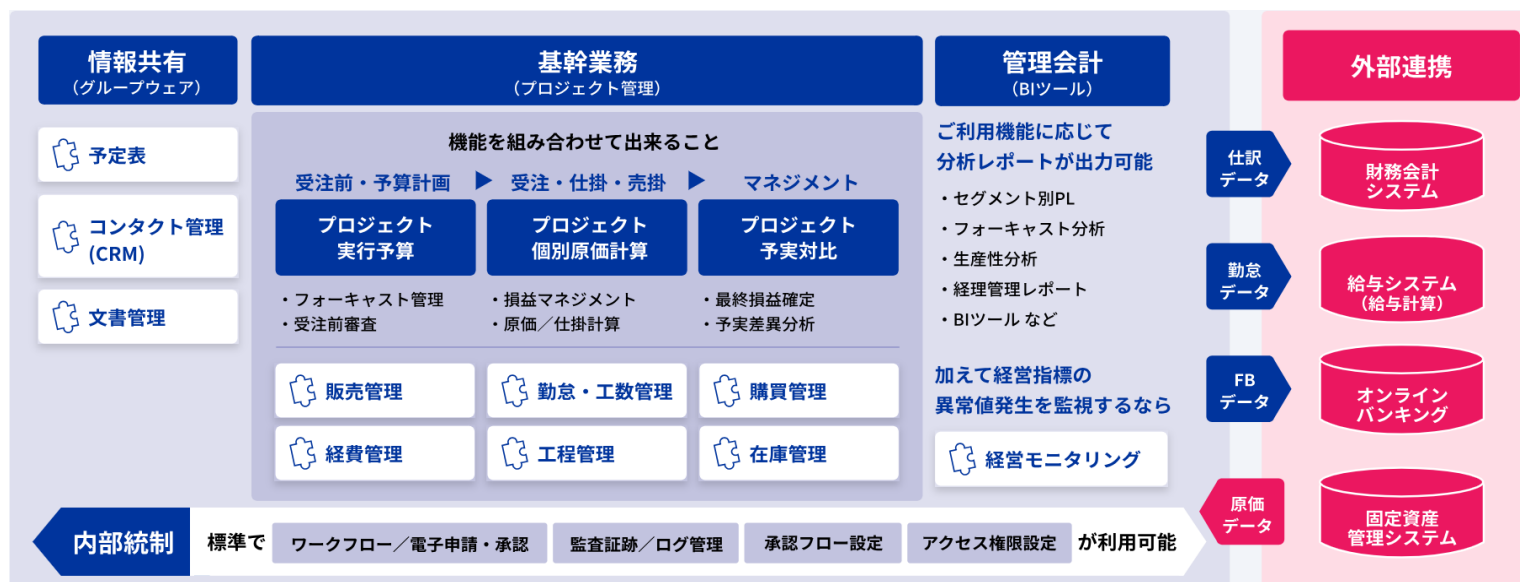 情報共有
（グループウェア）
予定表
コンタクト管理
(CRM)
文書管理
基幹業務
（プロジェクト管理）
機能を組み合わせて出来ること
受注前・予算計画
受注・仕掛・売掛
マネジメント
プロジェクト
実行予算
プロジェクト
個別原価計算
プロジェクト
予実対比
・フォーキャスト管理
・受注前審査
・損益マネジメント
・原価／仕掛計算
・最終損益確定
・予実差異分析
販売管理
勤怠・工数管理
購買管理
経費管理
工程管理
在庫管理
管理会計
（BIツール）
ご利用機能に応じて
分析レポートが出力可能
・セグメント別PL
・フォーキャスト分析
・生産性分析
・経理管理レポート
・BIツール など
加えて経営指標の
異常値発生を監視するなら
経営モニタリング
外部連携
仕訳
データ
財務会計
システム
勤怠
データ
給与システム
（給与計算）
FB
データ
オンライン
バンキング
原価
データ
固定資産
管理システム
内部統制
標準で
ワークフロー／電子申請・承認
監査証跡／ログ管理
承認フロー設定
アクセス権限設定
が利用可能